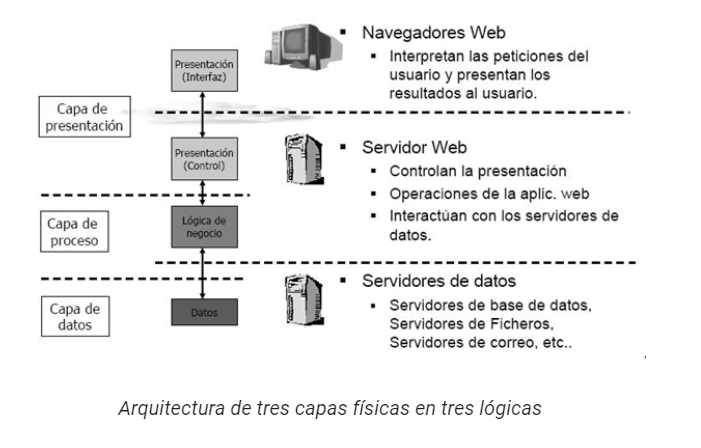 Capa de
presentación
Capa de
proceso
Capa de
datos
Presentación
(Interfaz)
Presentación
(Control)
Lógica de
negocio
Datos
▪ Navegadores Web
▪ Interpretan las peticiones del
usuario y presentan los
resultados al usuario.
▪ Servidor Web
▪ Controlan la presentación
▪ Operaciones de la aplic. web
▪ Interactúan con los servidores de
datos.
▪ Servidores de datos
▪ Servidores de base de datos,
Servidores de Ficheros,
Servidores de correo, etc..
Arquitectura de tres capas físicas en tres lógicas